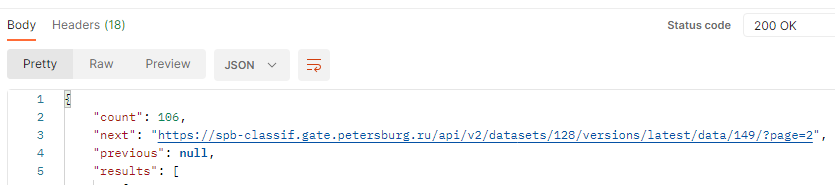 Body Headers (18) Status code 200 OK
Pretty Raw Preview JSON
1 {
2 "count": 106,
3 "next": "https://spb-classif.gate.petersburg.ru/api/v2/datasets/128/versions/latest/data/149/?page=2",
4 "previous": null,
5 "results": [